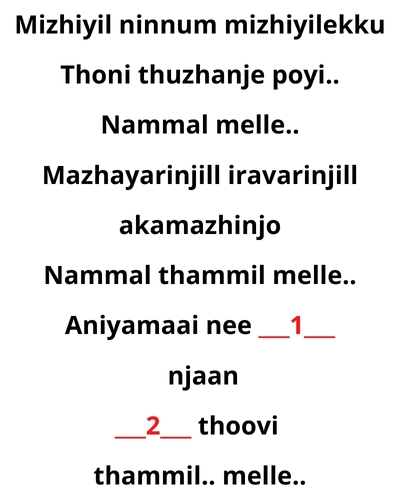 Mizhiyil ninnum mizhiyilekku
Thoni thuzhanje poyi..
Nammal melle..
Mazhayarinjill iravarinjill
akamazhinjo
Nammal thammil melle..
Aniyamaai nee ___1___
njaan
___2___ thoovi
thammil.. melle..